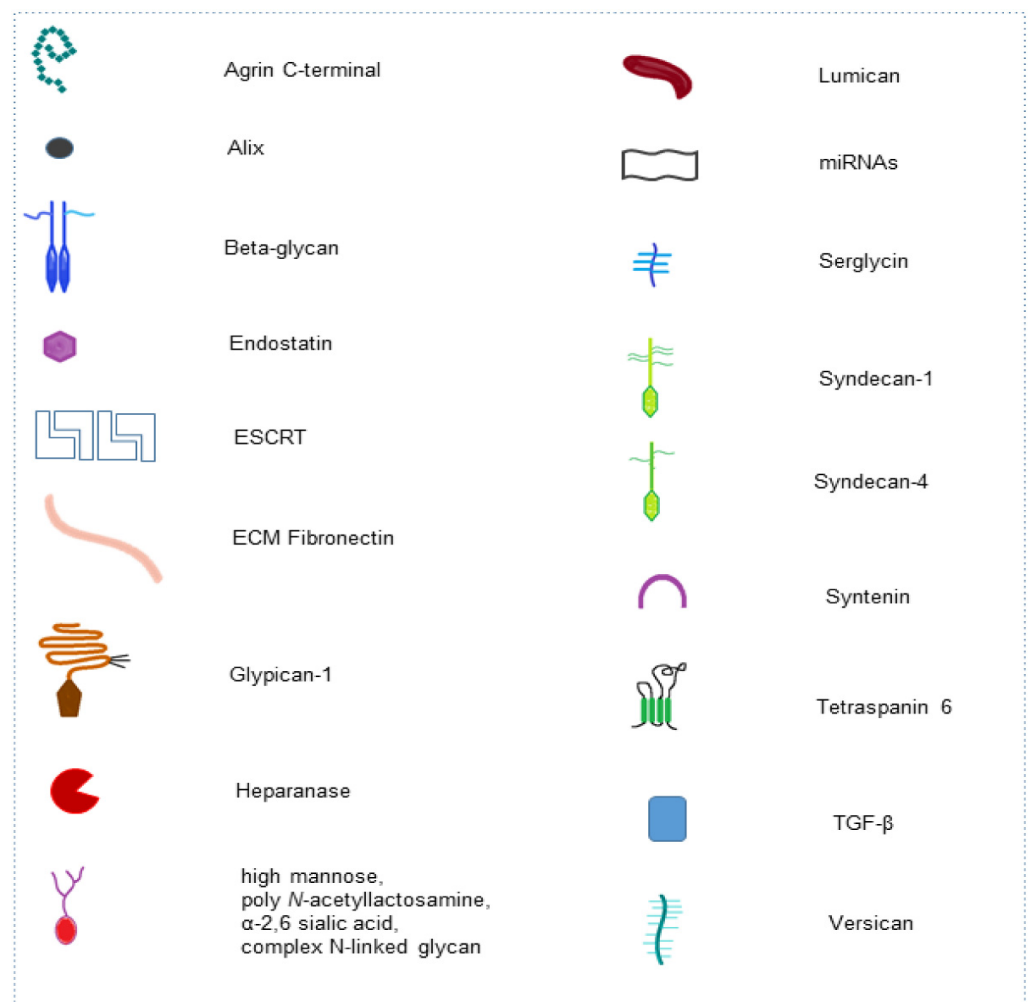 Agrin C-terminal
Alix
Beta-glycan
Endostatin
ESCRT
ECM Fibronectin
Glypican-1
Heparanase
high mannose,
poly N-acetyllactosamine,
α-2,6 sialic acid,
complex N-linked glycan
Lumican
miRNAs
Serglycin
Syndecan-1
Syndecan-4
Syntenin
Tetraspanin 6
TGF-β
Versican